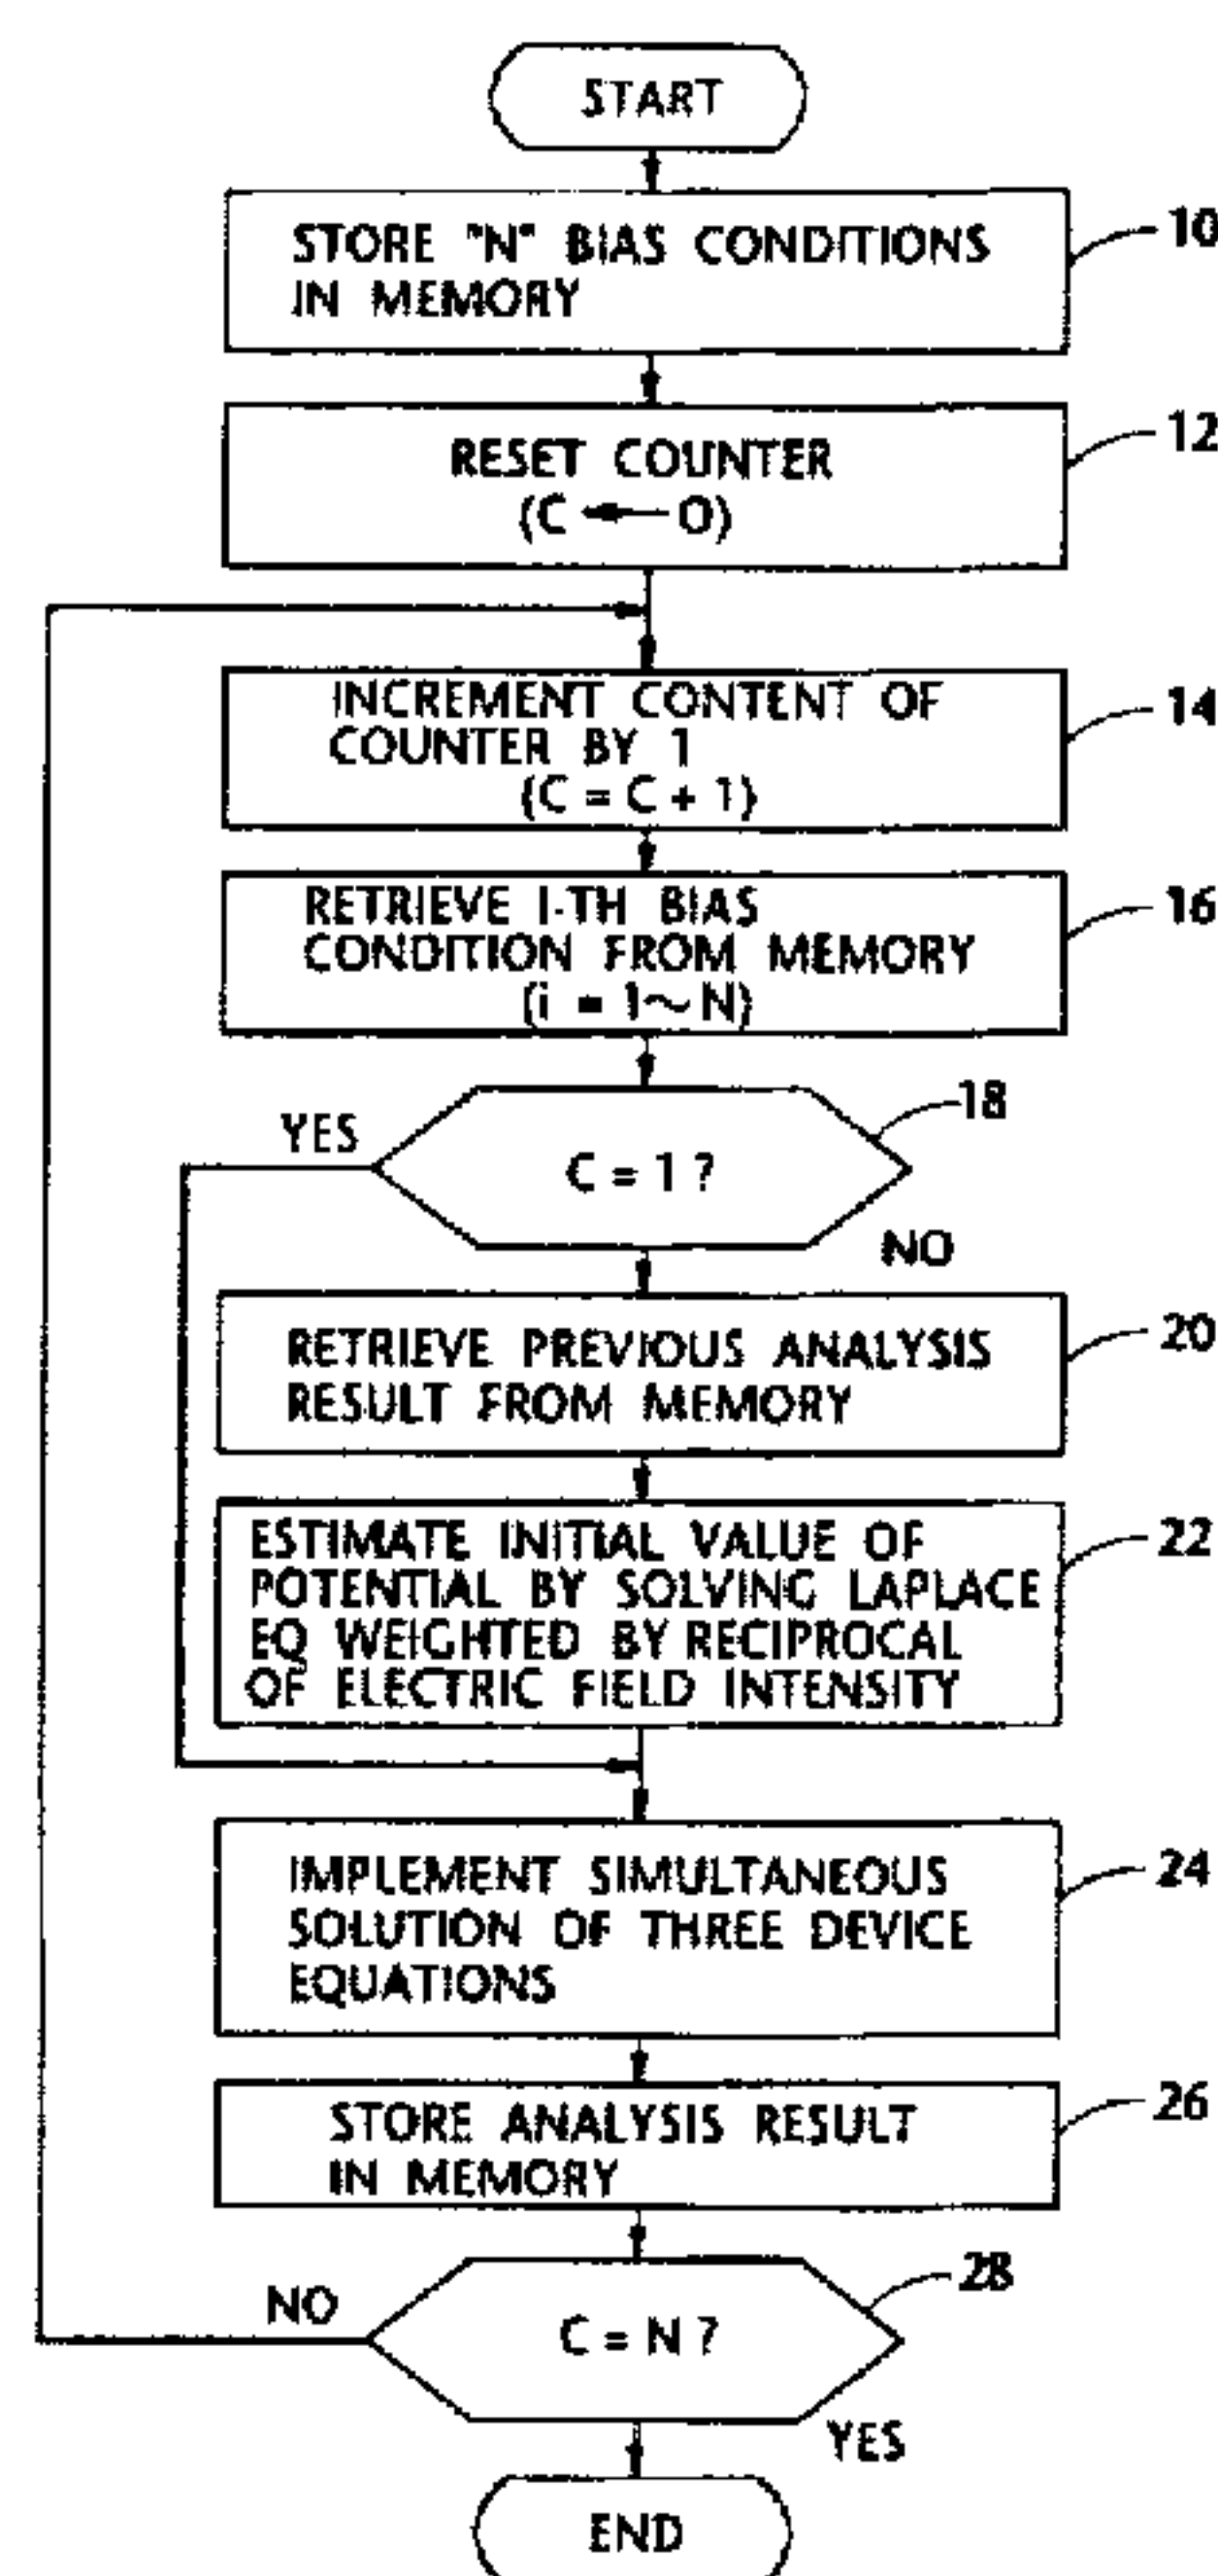 START
STORE "N" BIAS CONDITIONS
IN MEMORY
10
RESET COUNTER
(C ← O)
12
INCREMENT CONTENT OF
COUNTER BY 1
(C = C + 1)
14
RETRIEVE I-TH BIAS
CONDITION FROM MEMORY
(i = 1~N)
16
18
YES
C = 1 ?
NO
RETRIEVE PREVIOUS ANALYSIS
RESULT FROM MEMORY
20
ESTIMATE INITIAL VALUE OF
POTENTIAL BY SOLVING LAPLACE
EQ WEIGHTED BY RECIPROCAL
OF ELECTRIC FIELD INTENSITY
22
IMPLEMENT SIMULTANEOUS
SOLUTION OF THREE DEVICE
EQUATIONS
24
STORE ANALYSIS RESULT
IN MEMORY
26
28
NO
C = N ?
YES
END